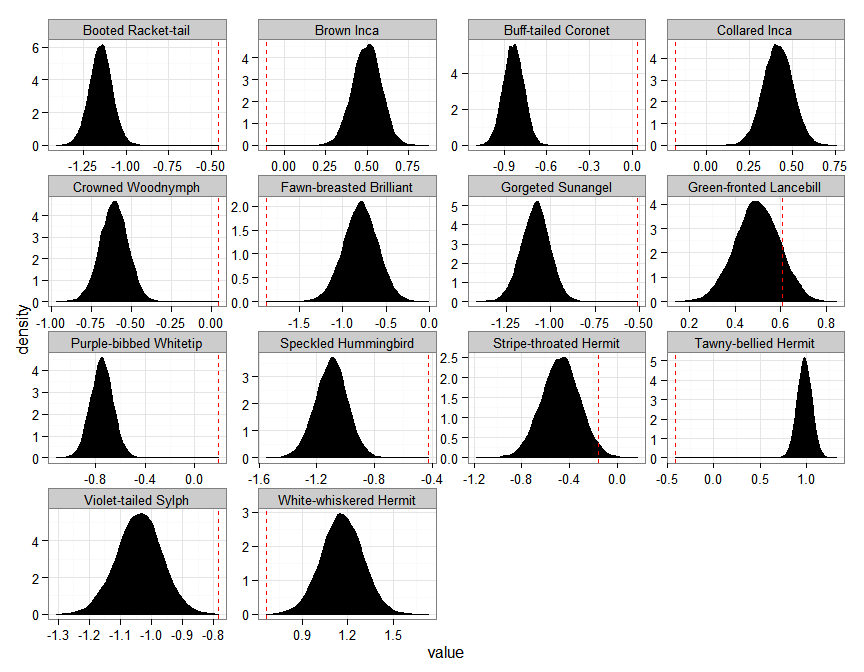 Booted Racket-tail Brown Inca Buff-tailed Coronet Collared Inca
6 4 2 0
4 3 2 1 0
4 2 0
4 3 2 1 0
-1.25 -1.00 -0.75 -0.50
0.00 0.25 0.50 0.75
-0.9 -0.6 -0.3 0.0
0.00 0.25 0.50 0.75
Crowned Woodnymph Fawn-breasted Brilliant Gorgeted Sunangel Green-fronted Lancebill
4 3 2 1 0
2.0 1.5 1.0 0.5 0.0
5 4 3 2 1 0
4 3 2 1 0
-1.00 -0.75 -0.50 -0.25 0.00
-1.5 -1.0 -0.5 0.0
-1.25 -1.00 -0.75 -0.50
0.2 0.4 0.6 0.8
density
Purple-bibbed Whitetip Speckled Hummingbird Stripe-throated Hermit Tawny-bellied Hermit
4 3 2 1 0
3 2 1 0
2.5 2.0 1.5 1.0 0.5 0.0
5 4 3 2 1 0
-0.8 -0.4 0.0
-1.6 -1.2 -0.8 -0.4
-1.2 -0.8 -0.4 0.0
-0.5 0.0 0.5 1.0
Violet-tailed Sylph White-whiskered Hermit
4 2 0
3 2 1 0
-1.3 -1.2 -1.1 -1.0 -0.9 -0.8
0.9 1.2 1.5
value